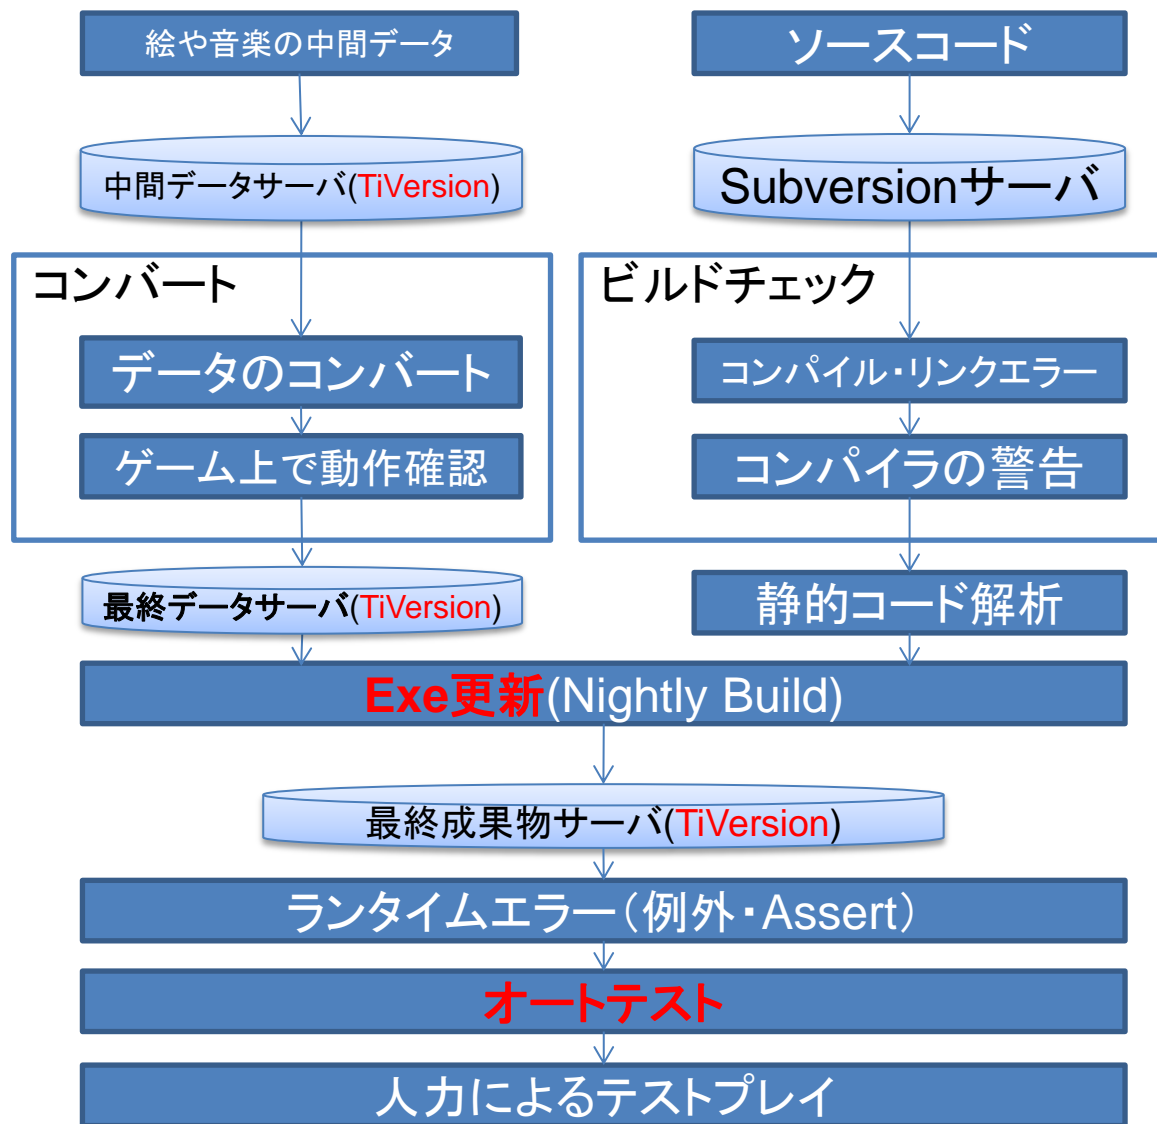 絵や音楽の中間データ
中間データサーバ(TiVersion)
コンバート
データのコンバート
ゲーム上で動作確認
最終データサーバ(TiVersion)
ソースコード
Subversionサーバ
ビルドチェック
コンパイル・リンクエラー
コンパイラの警告
静的コード解析
Exe更新(Nightly Build)
最終成果物サーバ(TiVersion)
ランタイムエラー（例外・Assert）
オートテスト
人力によるテストプレイ